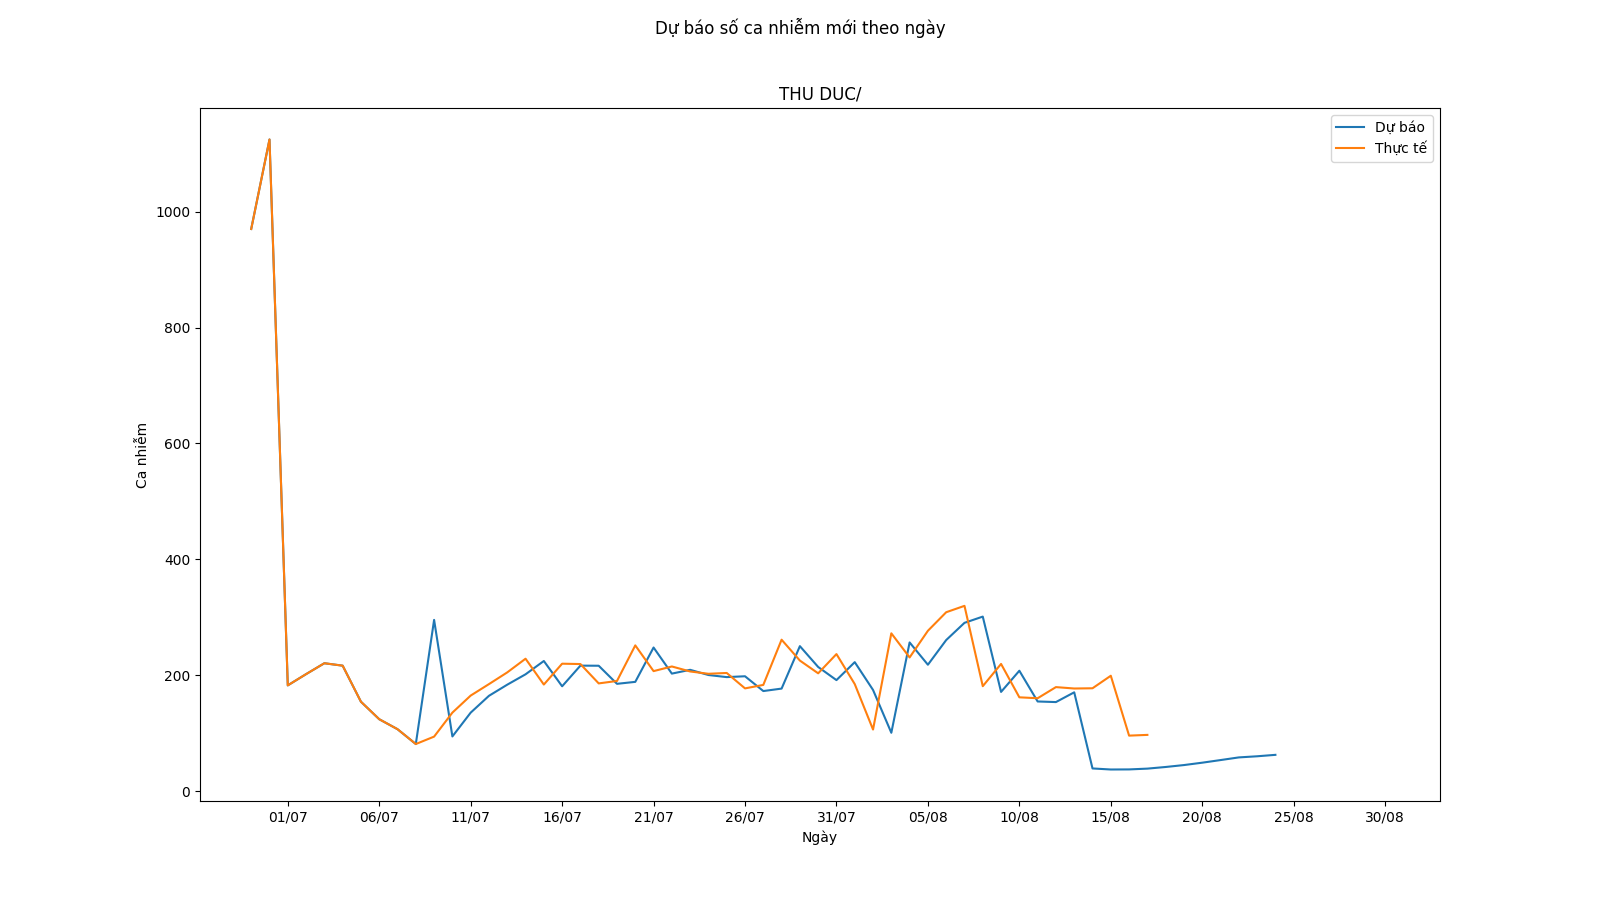 Dự báo số ca nhiễm mới theo ngày
THU DUC/
Dự báo
Thực tế
1000
800
600
400
200
0
Ca nhiễm
01/07 06/07 11/07 16/07 21/07 26/07 31/07 05/08 10/08 15/08 20/08 25/08 30/08
Ngày